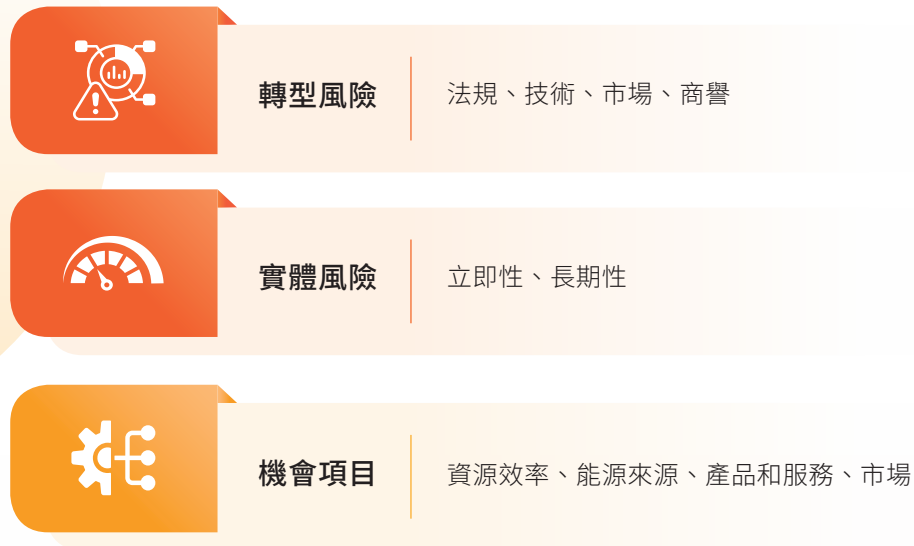 轉型風險
法規、技術、市場、商譽
實體風險
立即性、長期性
機會項目
資源效率、能源來源、產品和服務、市場